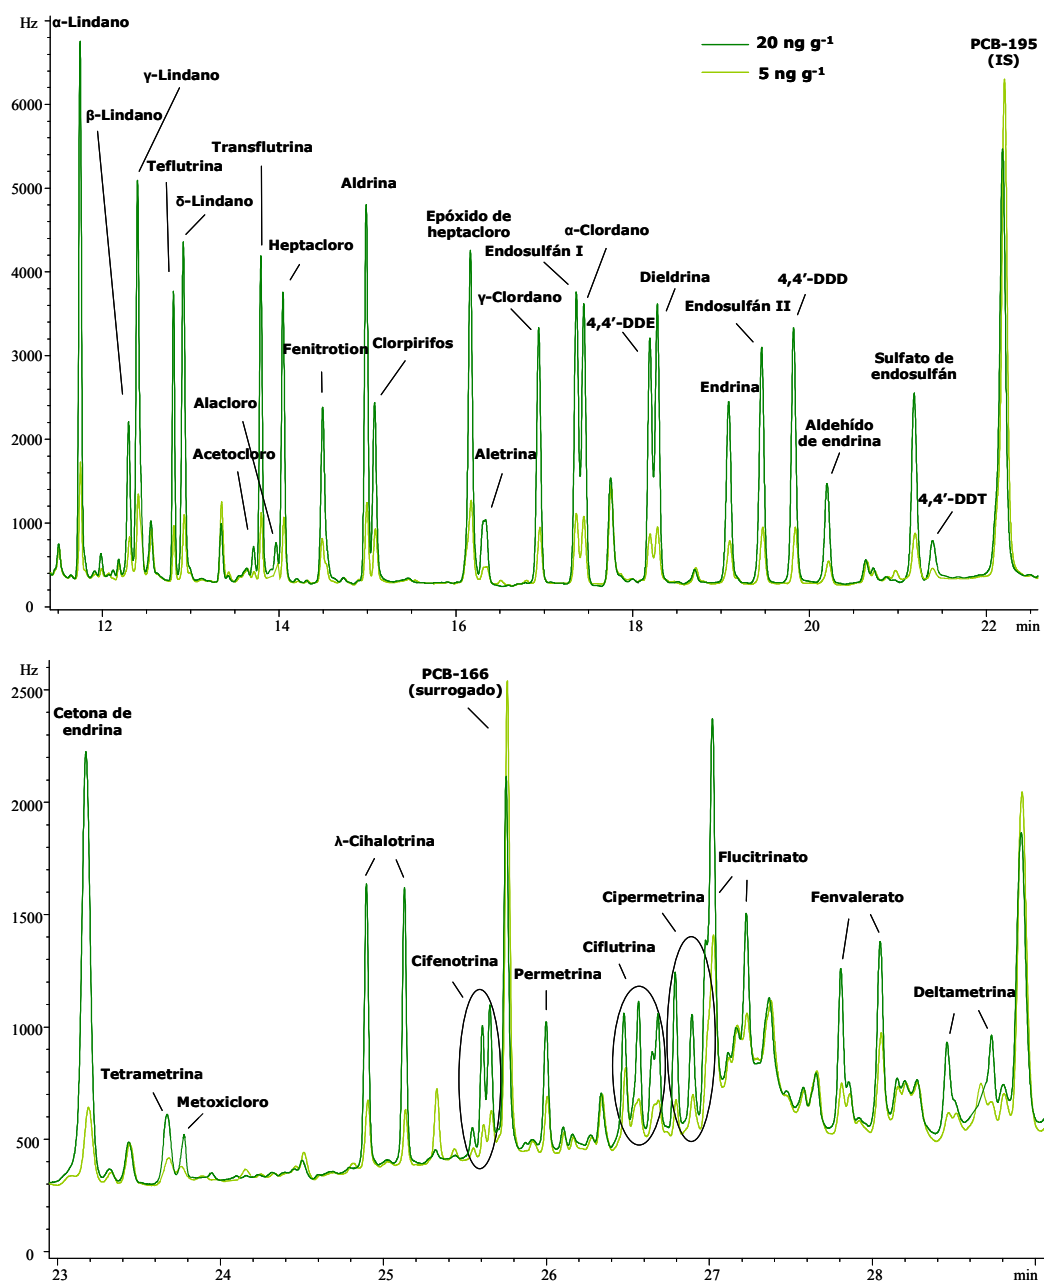 Hz
α-Lindano
20 ng g-1
5 ng g-1
PCB-195
(IS)
γ-Lindano
β-Lindano
Teflutrina
Transflutrina
δ-Lindano
Heptacloro
Aldrina
Epóxido de
heptacloro
α-Clordano
Endosulfán I
γ-Clordano
Dieldrina
4,4’-DDD
Endosulfán II
4,4’-DDE
Fenitrotion
Clorpirifos
Sulfato de
endosulfán
Endrina
Alacloro
Aldehído
de endrina
Acetocloro
Aletrina
4,4’-DDT
6000
5000
4000
3000
2000
1000
0
12
14
16
18
20
22
min
Hz
PCB-166
(surrogado)
Cetona de
endrina
λ-Cihalotrina
Flucitrinato
Cipermetrina
Fenvalerato
Ciflutrina
Cifenotrina
Permetrina
Deltametrina
Tetrametrina
Metoxicloro
2500
2000
1500
1000
500
0
23
24
25
26
27
28
min